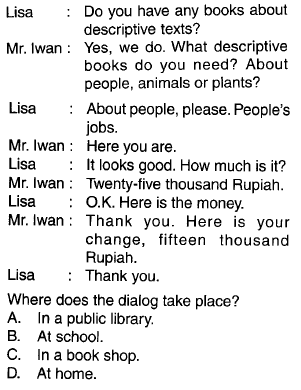 Lisa : Do you have any books about
descriptive texts?
Mr. Iwan : Yes, we do. What descriptive
books do you need? About
people, animals or plants?
Lisa : About people, please. People's
jobs.
Mr. Iwan : Here you are.
Lisa : It looks good. How much is it?
Mr. Iwan : Twenty-five thousand Rupiah.
Lisa : O.K. Here is the money.
Mr. Iwan : Thank you. Here is your
change, fifteen thousand
Rupiah.
Lisa : Thank you.
Where does the dialog take place?
A. In a public library.
B. At school.
C. In a book shop.
D. At home.